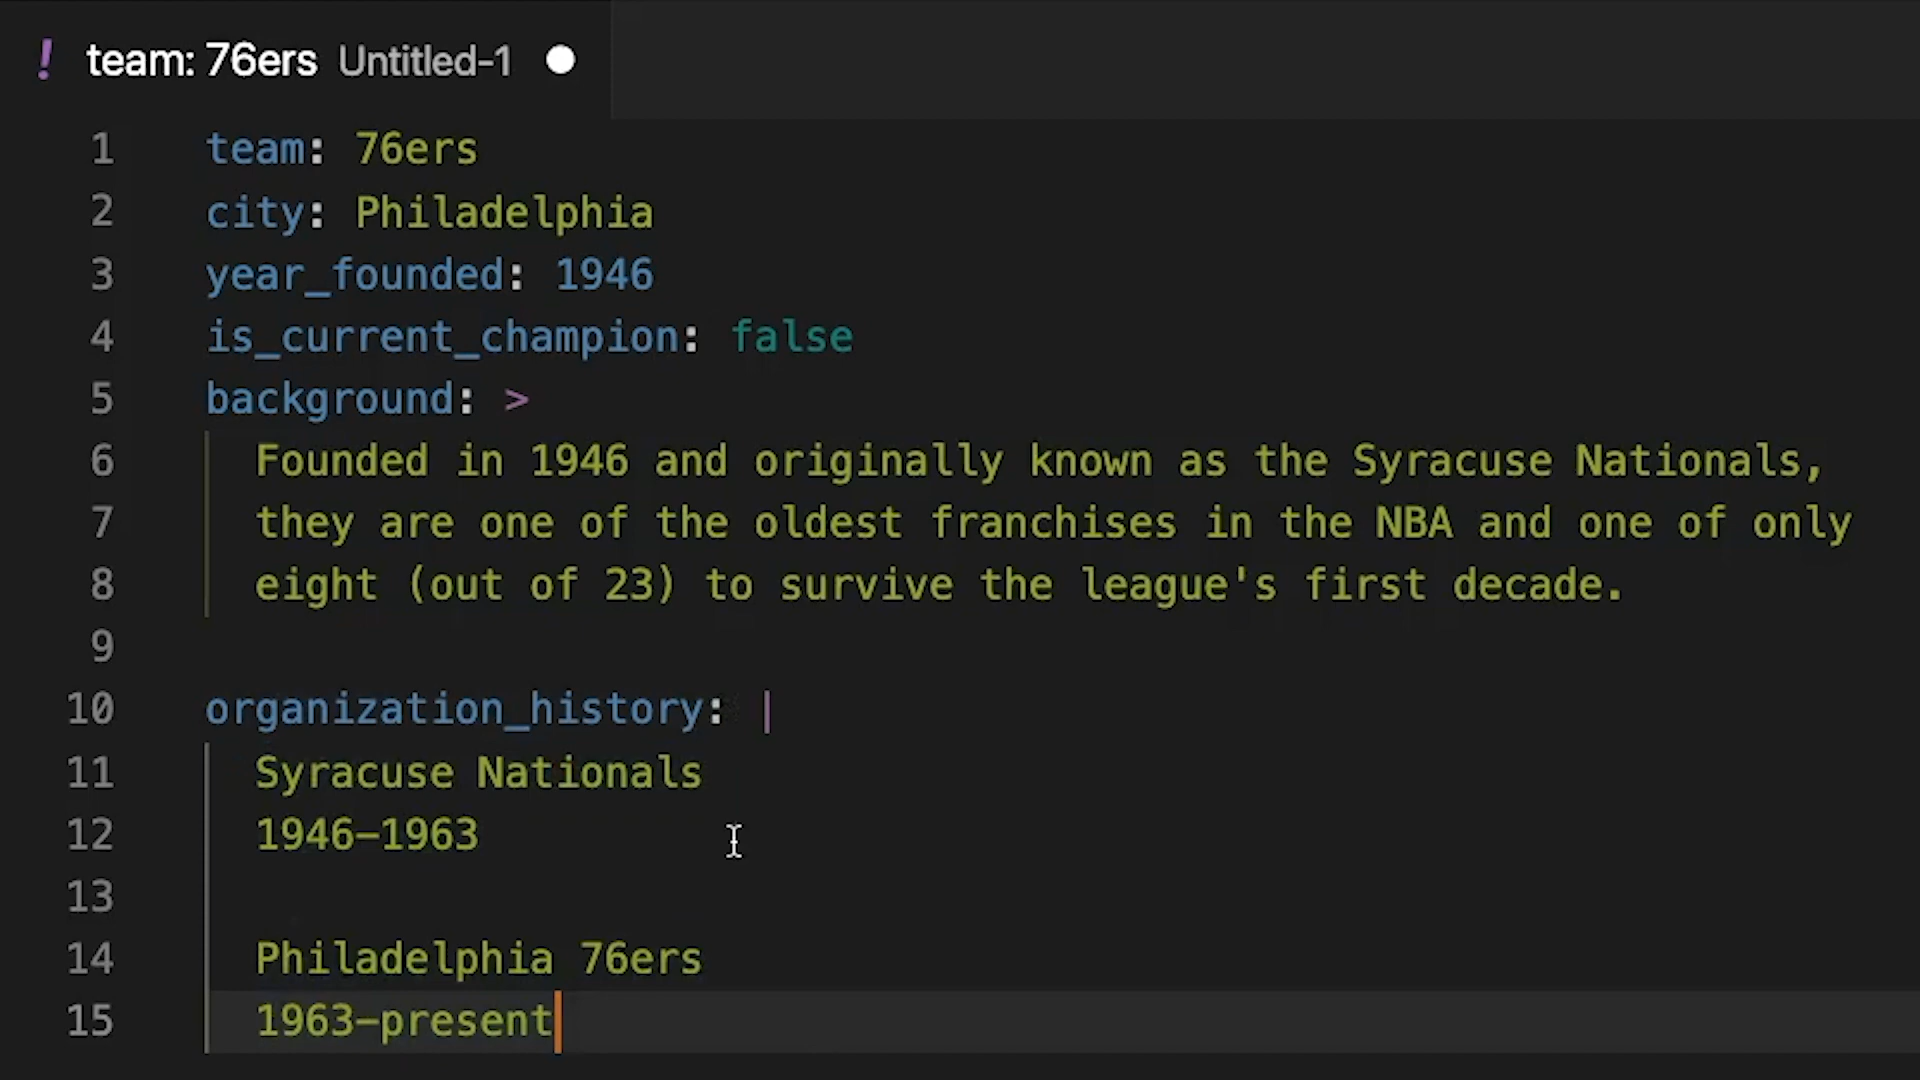 ! team: 76ers Untitled-1
1 team: 76ers
2 city: Philadelphia
3 year_founded: 1946
4 is_current_champion: false
5 background: >
6 Founded in 1946 and originally known as the Syracuse Nationals,
7 they are one of the oldest franchises in the NBA and one of only
8 eight (out of 23) to survive the league's first decade.
9
10 organization_history: |
11 Syracuse Nationals
12 1946–1963
13
14 Philadelphia 76ers
15 1963–present